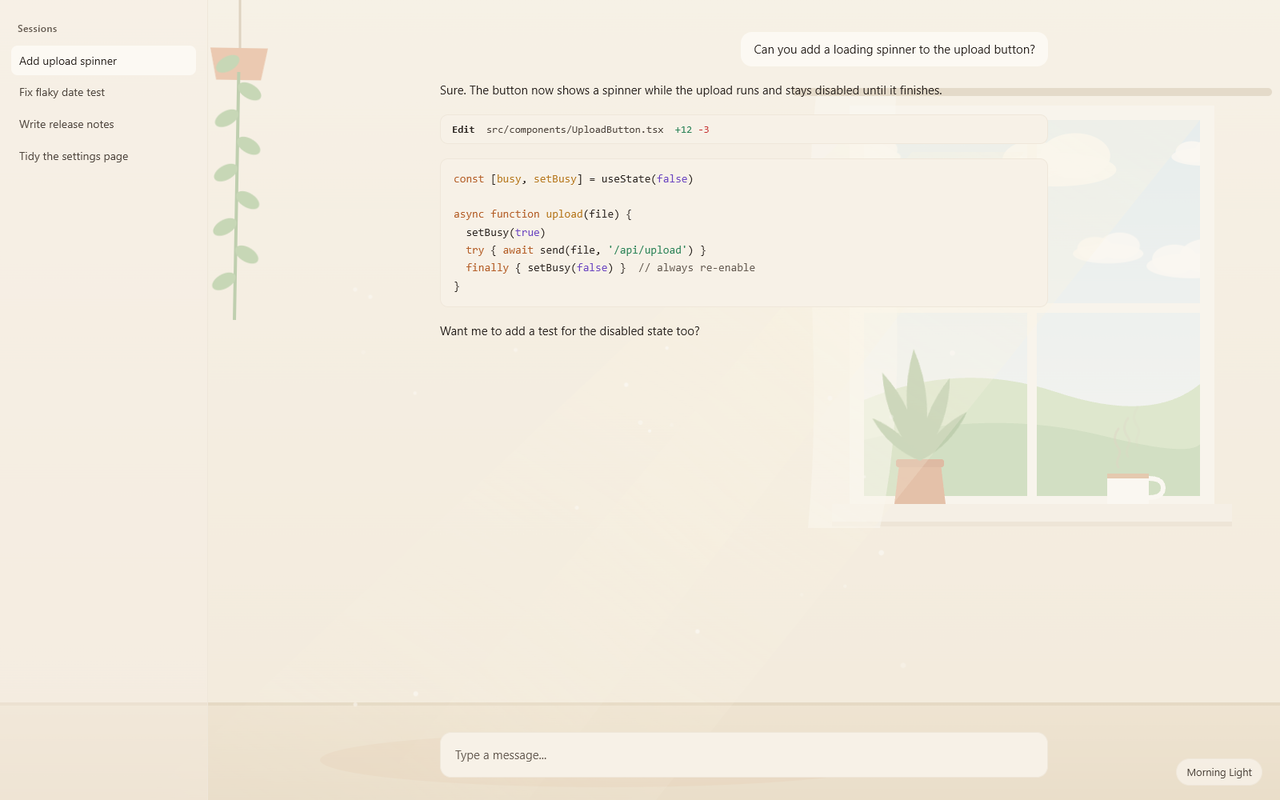 Sessions
Add upload spinner
Fix flaky date test
Write release notes
Tidy the settings page
Can you add a loading spinner to the upload button?
Sure. The button now shows a spinner while the upload runs and stays disabled until it finishes.
Edit src/components/UploadButton.tsx +12 -3
const [busy, setBusy] = useState(false)
async function upload(file) {
setBusy(true)
try { await send(file, '/api/upload') }
finally { setBusy(false) } // always re-enable
}
Want me to add a test for the disabled state too?
Type a message...
Morning Light